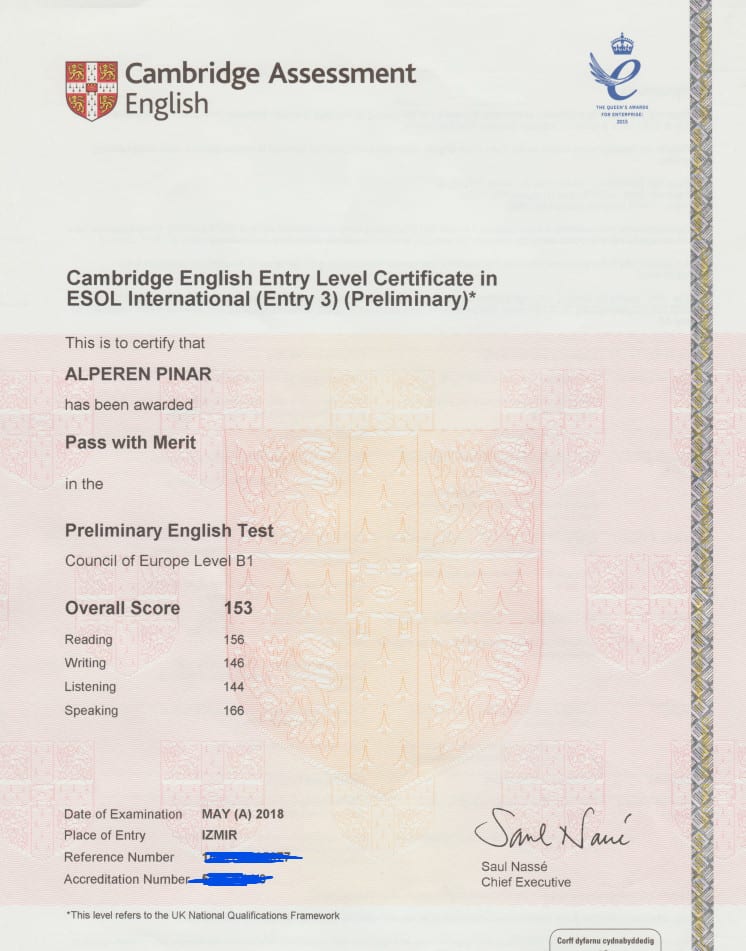 Cambridge Assessment
English
THE QUEEN'S AWARDS
FOR ENTERPRISE:
2015
Cambridge English Entry Level Certificate in
ESOL International (Entry 3) (Preliminary)*
This is to certify that
ALPEREN PINAR
has been awarded
Pass with Merit
in the
Preliminary English Test
Council of Europe Level B1
Overall Score 153
Reading 156
Writing 146
Listening 144
Speaking 166
Date of Examination MAY (A) 2018
Place of Entry IZMIR
Reference Number
Accreditation Number
Saul Nassé
Saul Nassé
Chief Executive
*This level refers to the UK National Qualifications Framework
Corff dyfarnu cydnabyddedig